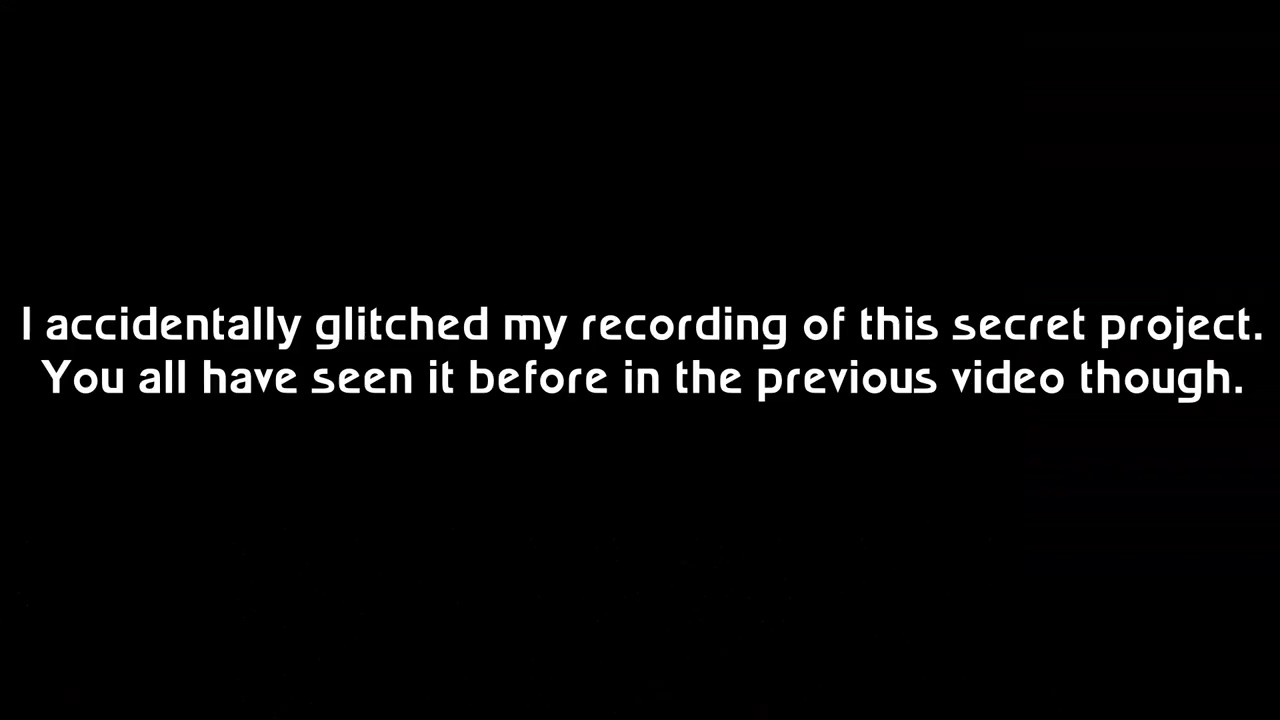 I accidentally glitched my recording of this secret project.
You all have seen it before in the previous video though.